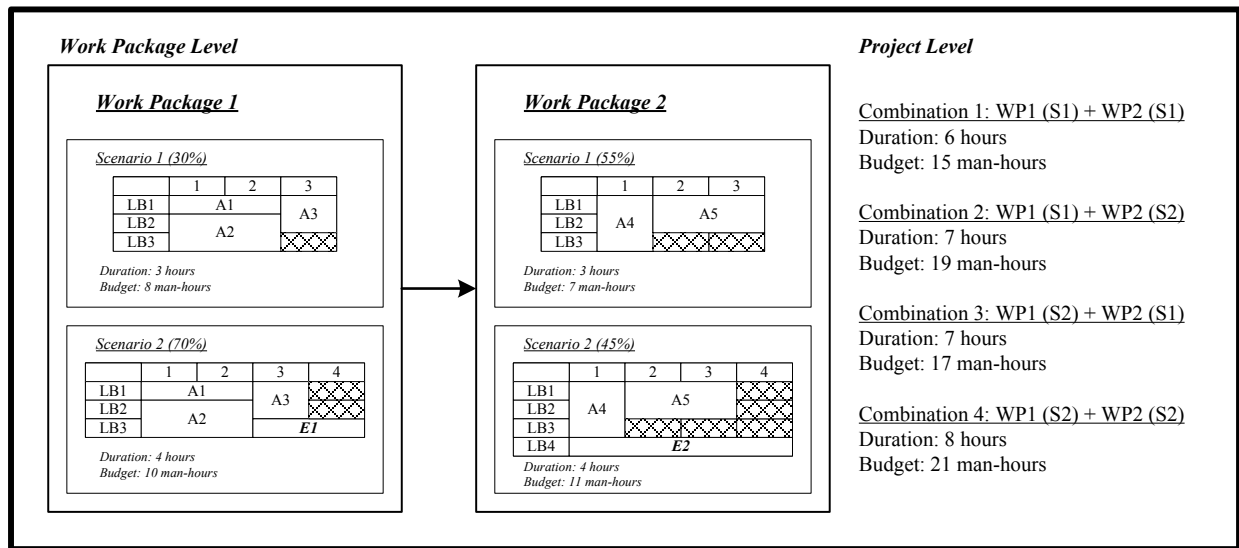 Work Package Level
Work Package 1
Scenario 1 (30%)
1 2 3
LB1 A1 A3
LB2 A2
LB3
Duration: 3 hours
Budget: 8 man-hours
Scenario 2 (70%)
1 2 3 4
LB1 A1 A3
LB2 A2
LB3 E1
Duration: 4 hours
Budget: 10 man-hours
Work Package 2
Scenario 1 (55%)
1 2 3
LB1 A4 A5
LB2
LB3
Duration: 3 hours
Budget: 7 man-hours
Scenario 2 (45%)
1 2 3 4
LB1 A4 A5
LB2
LB3
LB4 E2
Duration: 4 hours
Budget: 11 man-hours
Project Level
Combination 1: WP1 (S1) + WP2 (S1)
Duration: 6 hours
Budget: 15 man-hours
Combination 2: WP1 (S1) + WP2 (S2)
Duration: 7 hours
Budget: 19 man-hours
Combination 3: WP1 (S2) + WP2 (S1)
Duration: 7 hours
Budget: 17 man-hours
Combination 4: WP1 (S2) + WP2 (S2)
Duration: 8 hours
Budget: 21 man-hours